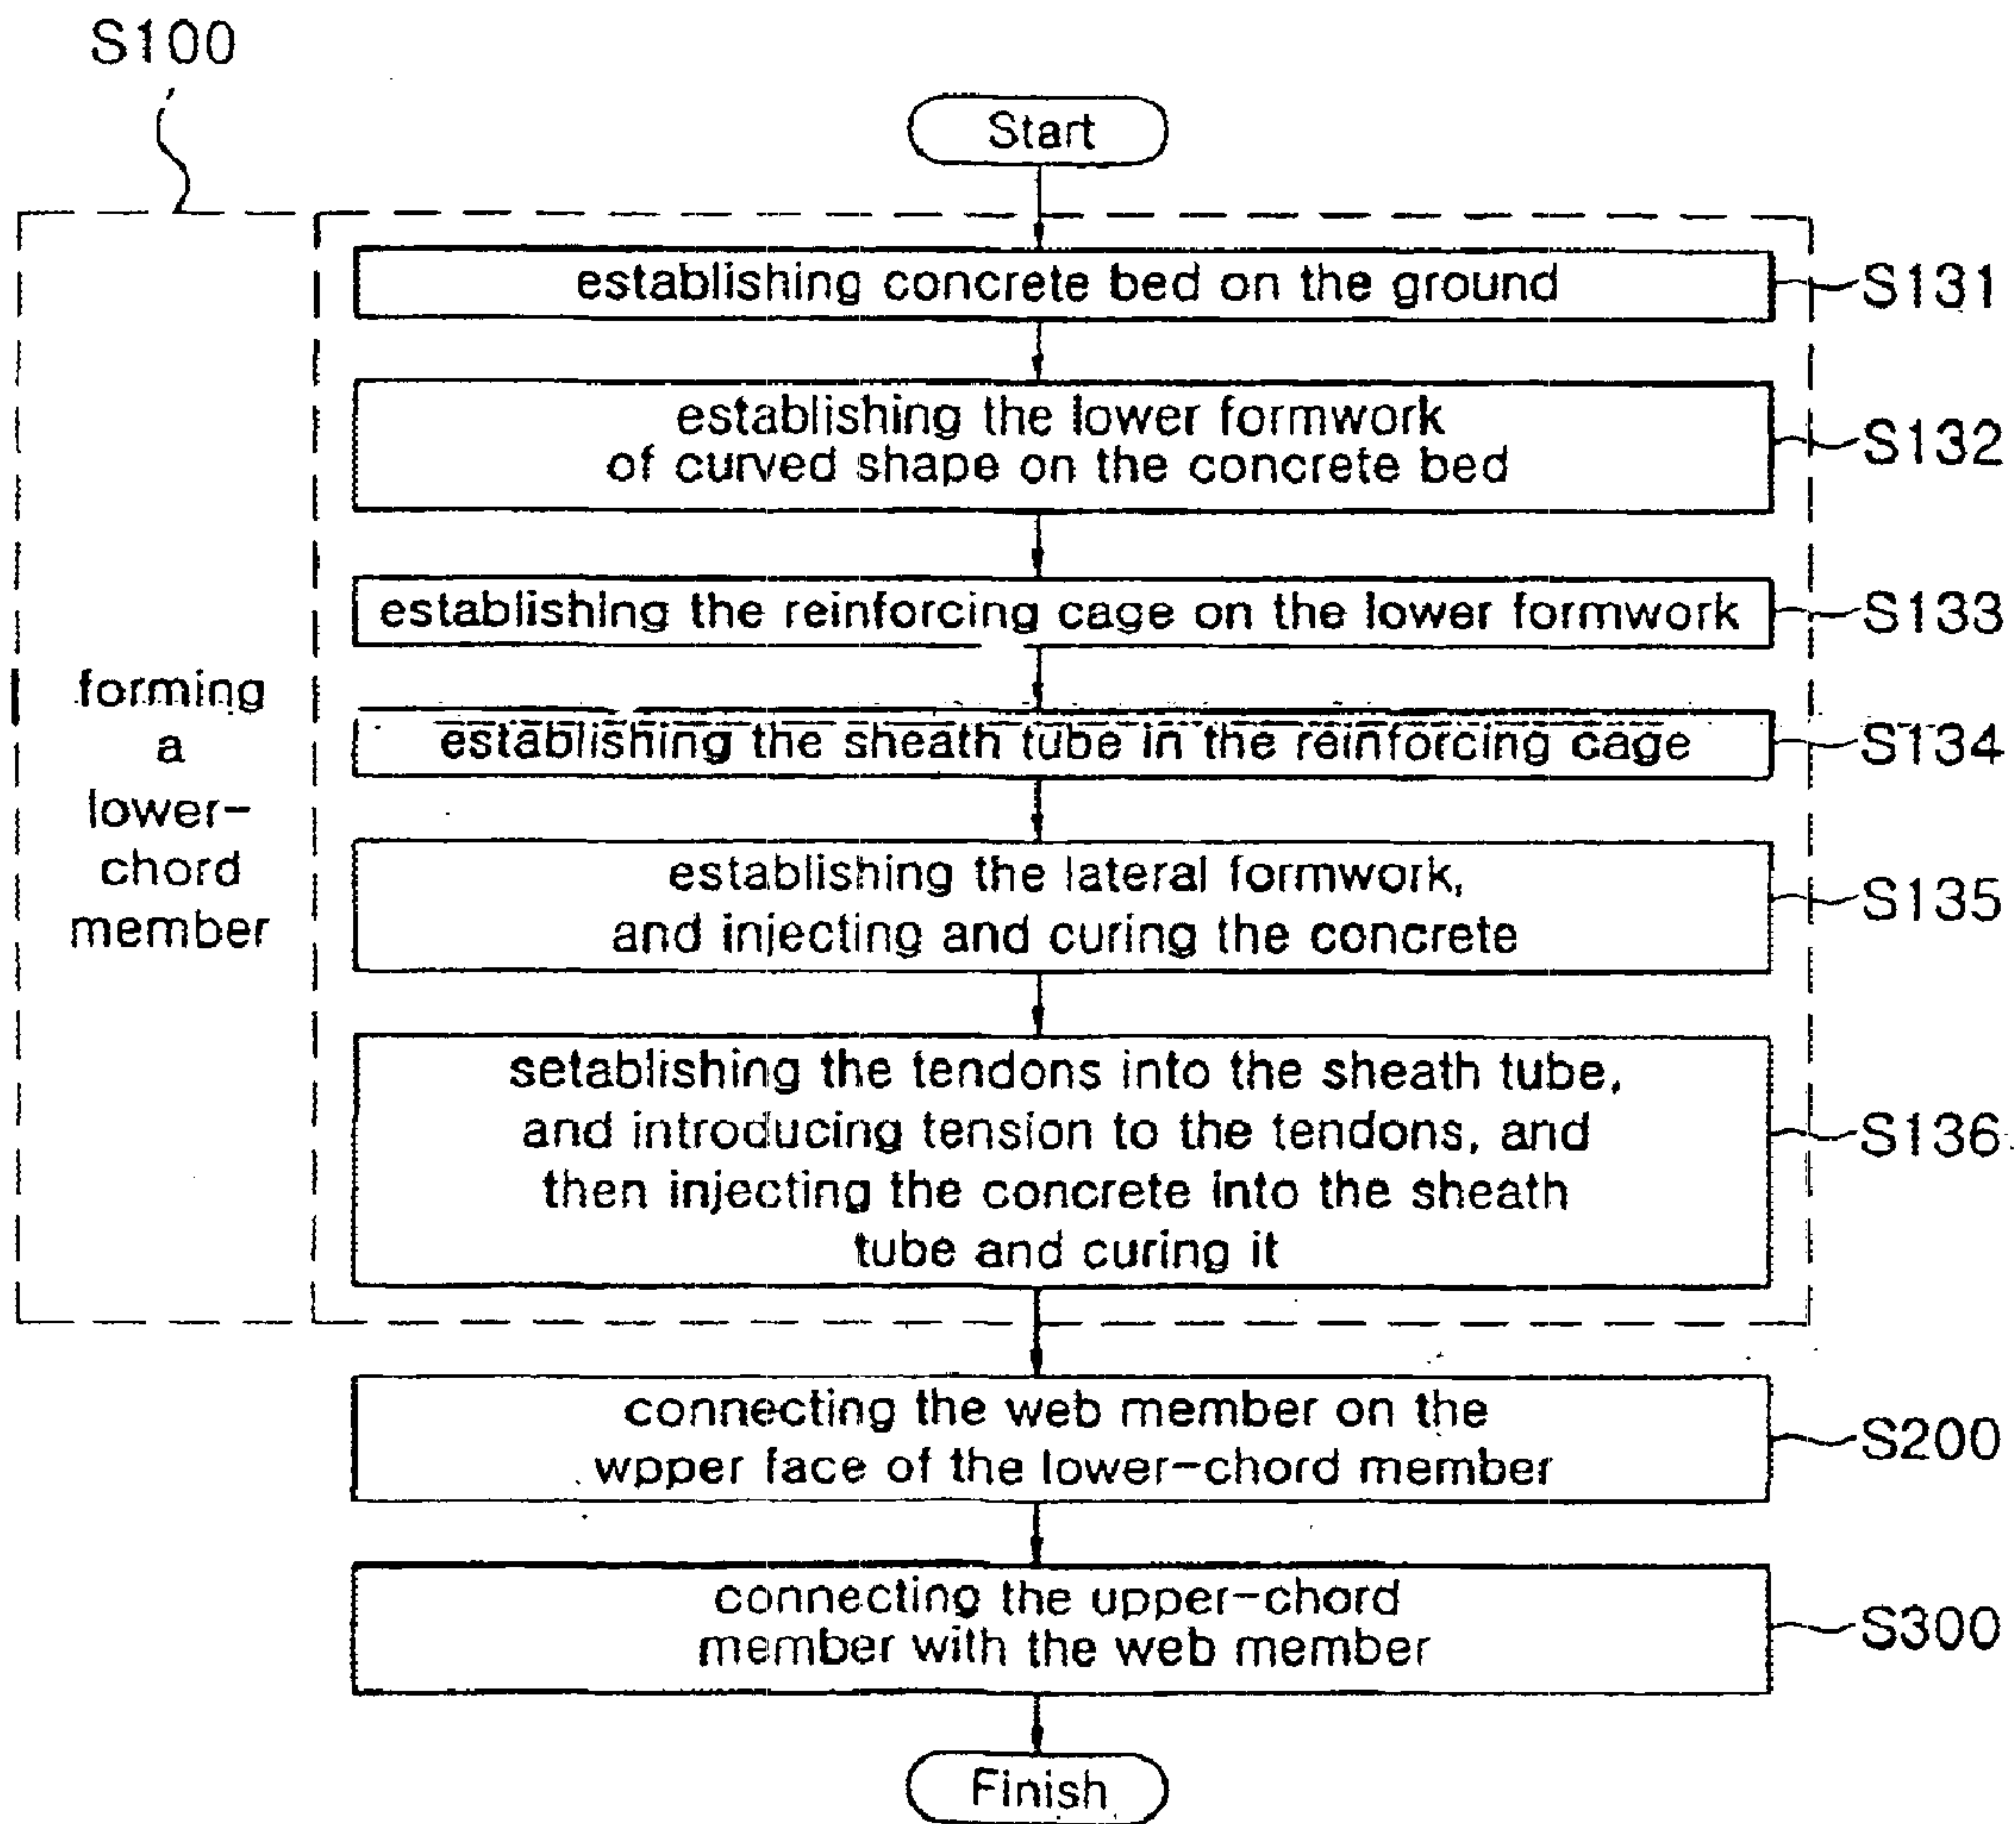 S100
Start
establishing concrete bed on the ground
S131
establishing the lower formwork
of curved shape on the concrete bed
S132
establishing the reinforcing cage on the lower formwork
S133
establishing the sheath tube in the reinforcing cage
S134
establishing the lateral formwork,
and injecting and curing the concrete
S135
setablishing the tendons into the sheath tube,
and introducing tension to the tendons, and
then injecting the concrete into the sheath
tube and curing it
S136
forming
a
lower-
chord
member
connecting the web member on the
wpper face of the lower-chord member
S200
connecting the upper-chord
member with the web member
S300
Finish